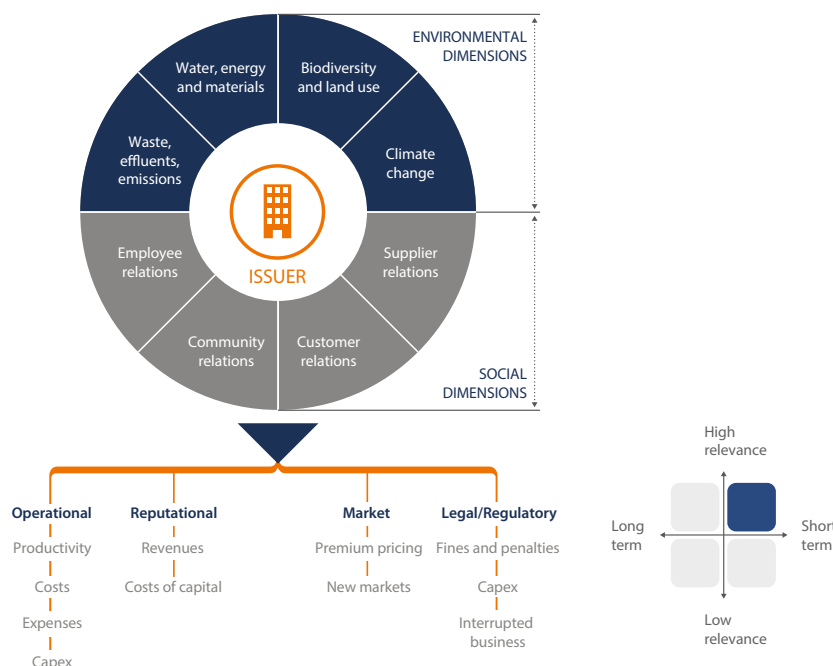 ENVIRONMENTAL
DIMENSIONS
Water, energy
and materials
Biodiversity
and land use
Waste,
effluents,
emissions
Climate
change
ISSUER
Employee
relations
Supplier
relations
Community
relations
Customer
relations
SOCIAL
DIMENSIONS
Operational
Productivity
Costs
Expenses
Capex
Reputational
Revenues
Costs of capital
Market
Premium pricing
New markets
Legal/Regulatory
Fines and penalties
Capex
Interrupted
business
High
relevance
Long
term
Short
term
Low
relevance